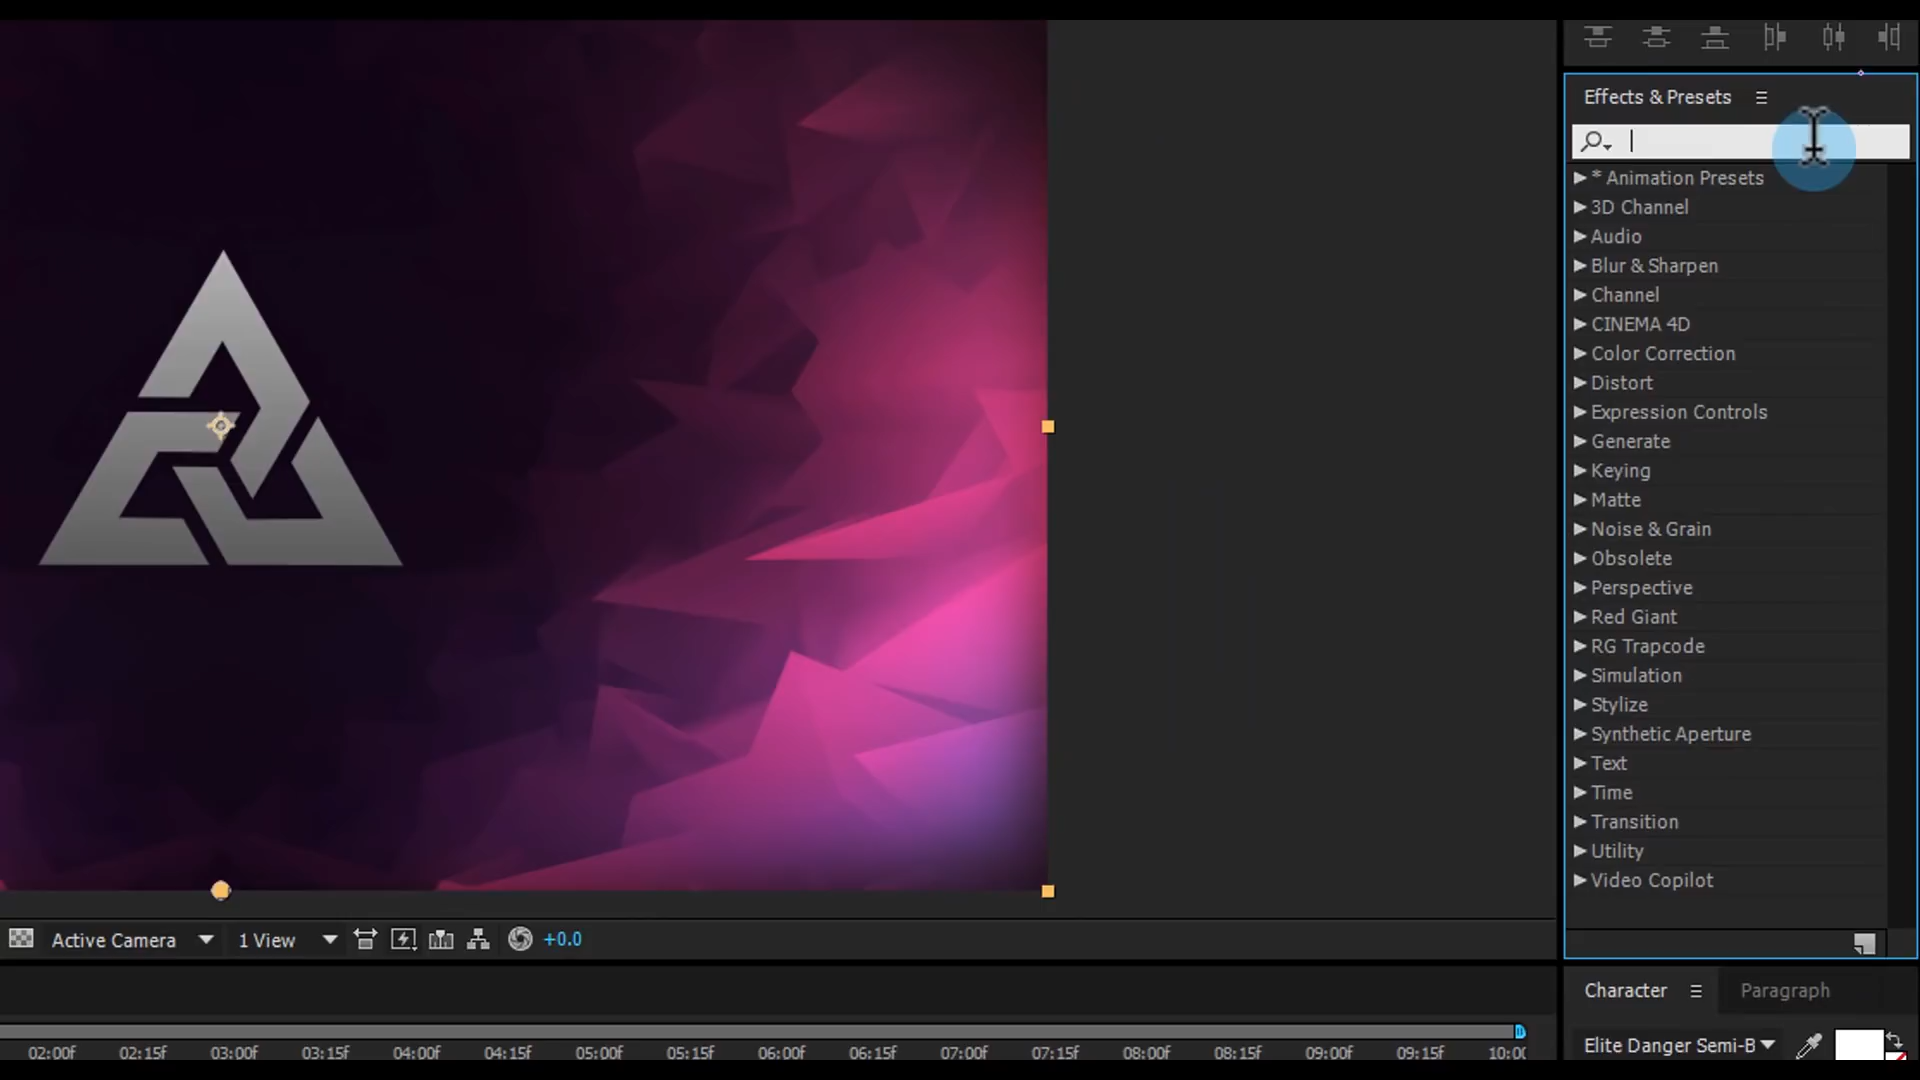 Effects & Presets
* Animation Presets
3D Channel
Audio
Blur & Sharpen
Channel
CINEMA 4D
Color Correction
Distort
Expression Controls
Generate
Keying
Matte
Noise & Grain
Obsolete
Perspective
Red Giant
RG Trapcode
Simulation
Stylize
Synthetic Aperture
Text
Time
Transition
Utility
Video Copilot
Active Camera 1 View +0.0
Character Paragraph
Elite Danger Semi-B
02:00f 02:15f 03:00f 03:15f 04:00f 04:15f 05:00f 05:15f 06:00f 06:15f 07:00f 07:15f 08:00f 08:15f 09:00f 09:15f 10:00